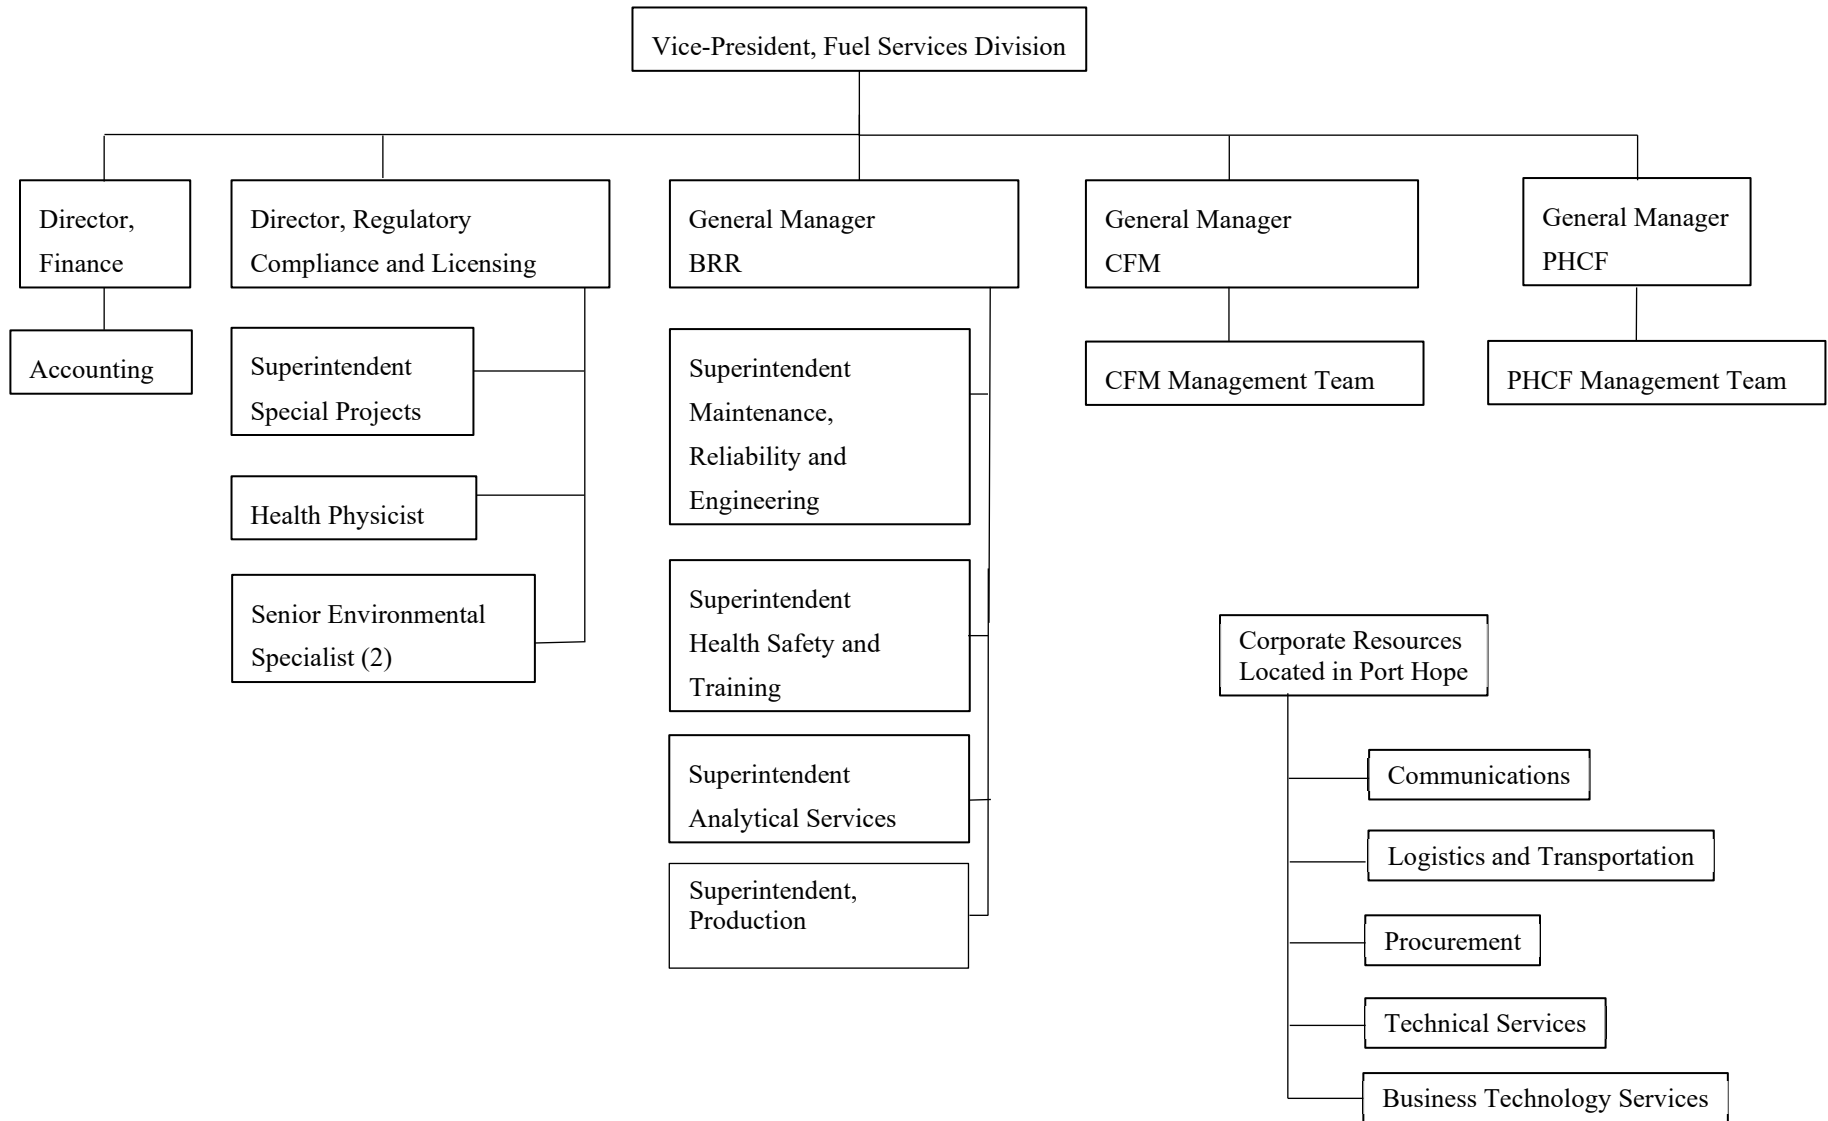 Vice-President, Fuel Services Division
Director,
Finance
Director, Regulatory
Compliance and Licensing
General Manager
BRR
General Manager
CFM
General Manager
PHCF
Accounting
Superintendent
Special Projects
Health Physicist
Senior Environmental
Specialist (2)
Superintendent
Maintenance,
Reliability and
Engineering
Superintendent
Health Safety and
Training
Superintendent
Analytical Services
Superintendent,
Production
CFM Management Team
PHCF Management Team
Corporate Resources
Located in Port Hope
Communications
Logistics and Transportation
Procurement
Technical Services
Business Technology Services